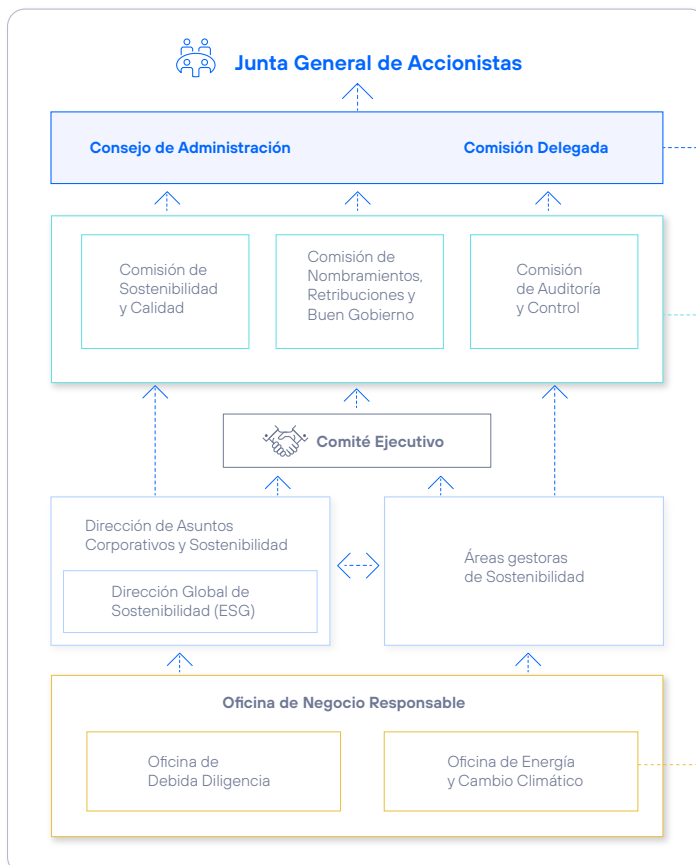 Junta General de Accionistas
Consejo de Administración
Comisión Delegada
Comisión de
Sostenibilidad
y Calidad
Comisión de
Nombramientos,
Retribuciones y
Buen Gobierno
Comisión
de Auditoría
y Control
Comité Ejecutivo
Dirección de Asuntos
Corporativos y Sostenibilidad
Dirección Global de
Sostenibilidad (ESG)
Áreas gestoras
de Sostenibilidad
Oficina de Negocio Responsable
Oficina de
Debida Diligencia
Oficina de Energía
y Cambio Climático